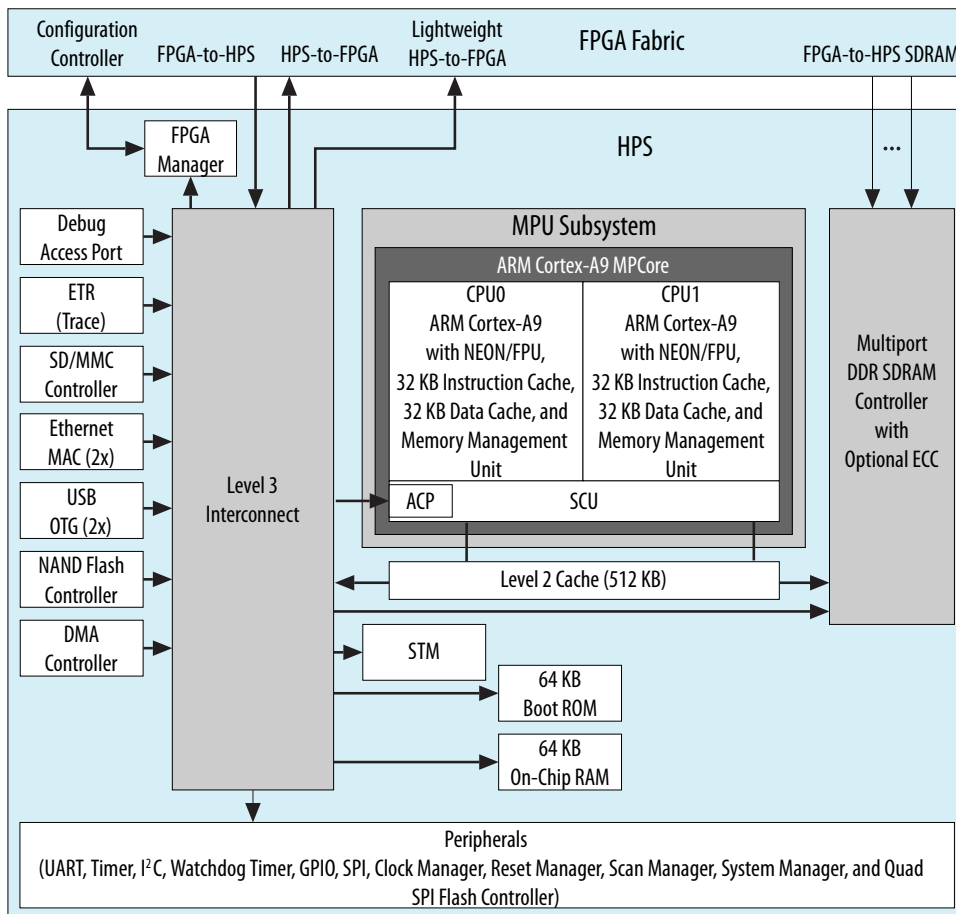 Configuration
Controller
FPGA-to-HPS
HPS-to-FPGA
Lightweight
HPS-to-FPGA
FPGA Fabric
FPGA-to-HPS SDRAM
FPGA
Manager
HPS
...
Debug
Access Port
ETR
(Trace)
SD/MMC
Controller
Ethernet
MAC (2x)
USB
OTG (2x)
NAND Flash
Controller
DMA
Controller
Level 3
Interconnect
MPU Subsystem
ARM Cortex-A9 MPCore
CPU0
ARM Cortex-A9
with NEON/FPU,
32 KB Instruction Cache,
32 KB Data Cache, and
Memory Management
Unit
CPU1
ARM Cortex-A9
with NEON/FPU,
32 KB Instruction Cache,
32 KB Data Cache, and
Memory Management
Unit
ACP
SCU
Level 2 Cache (512 KB)
Multiport
DDR SDRAM
Controller
with
Optional ECC
STM
64 KB
Boot ROM
64 KB
On-Chip RAM
Peripherals
(UART, Timer, I²C, Watchdog Timer, GPIO, SPI, Clock Manager, Reset Manager, Scan Manager, System Manager, and Quad
SPI Flash Controller)